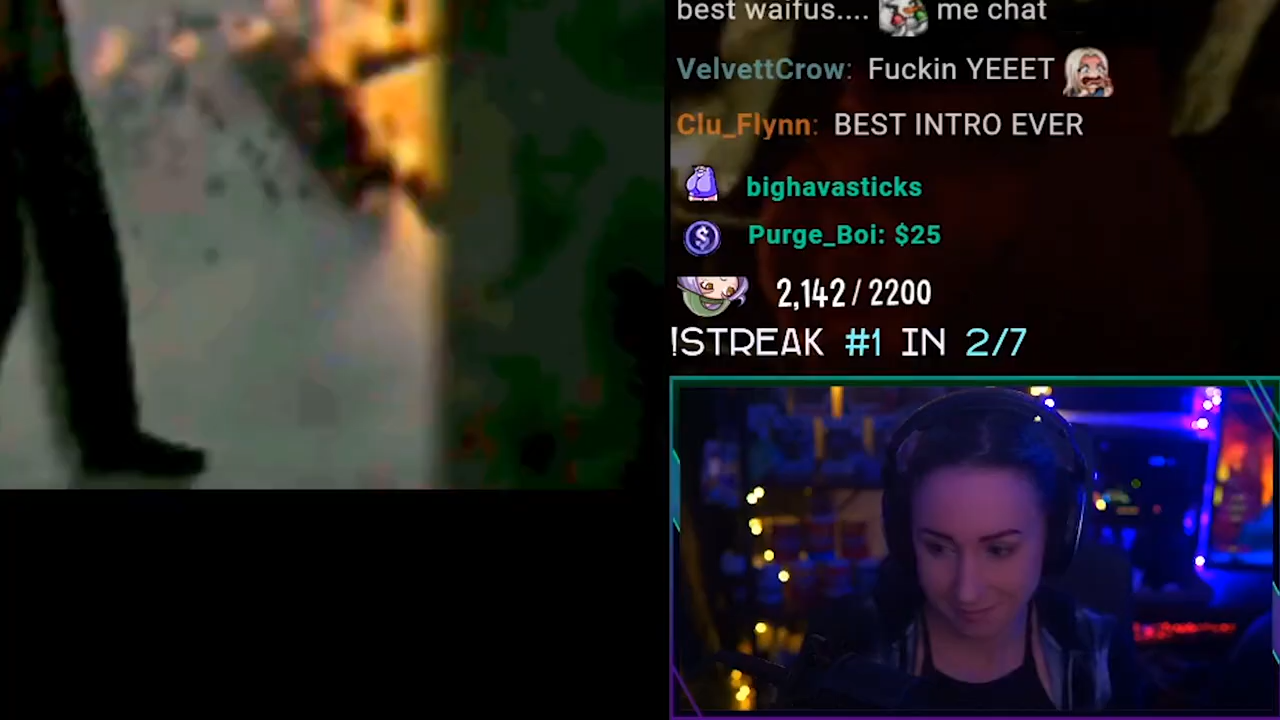 best waifus.... me chat
VelvettCrow: Fuckin YEEET
Clu_Flynn: BEST INTRO EVER
bighavasticks
Purge_Boi: $25
2,142 / 2200
!STREAK #1 IN 2/7